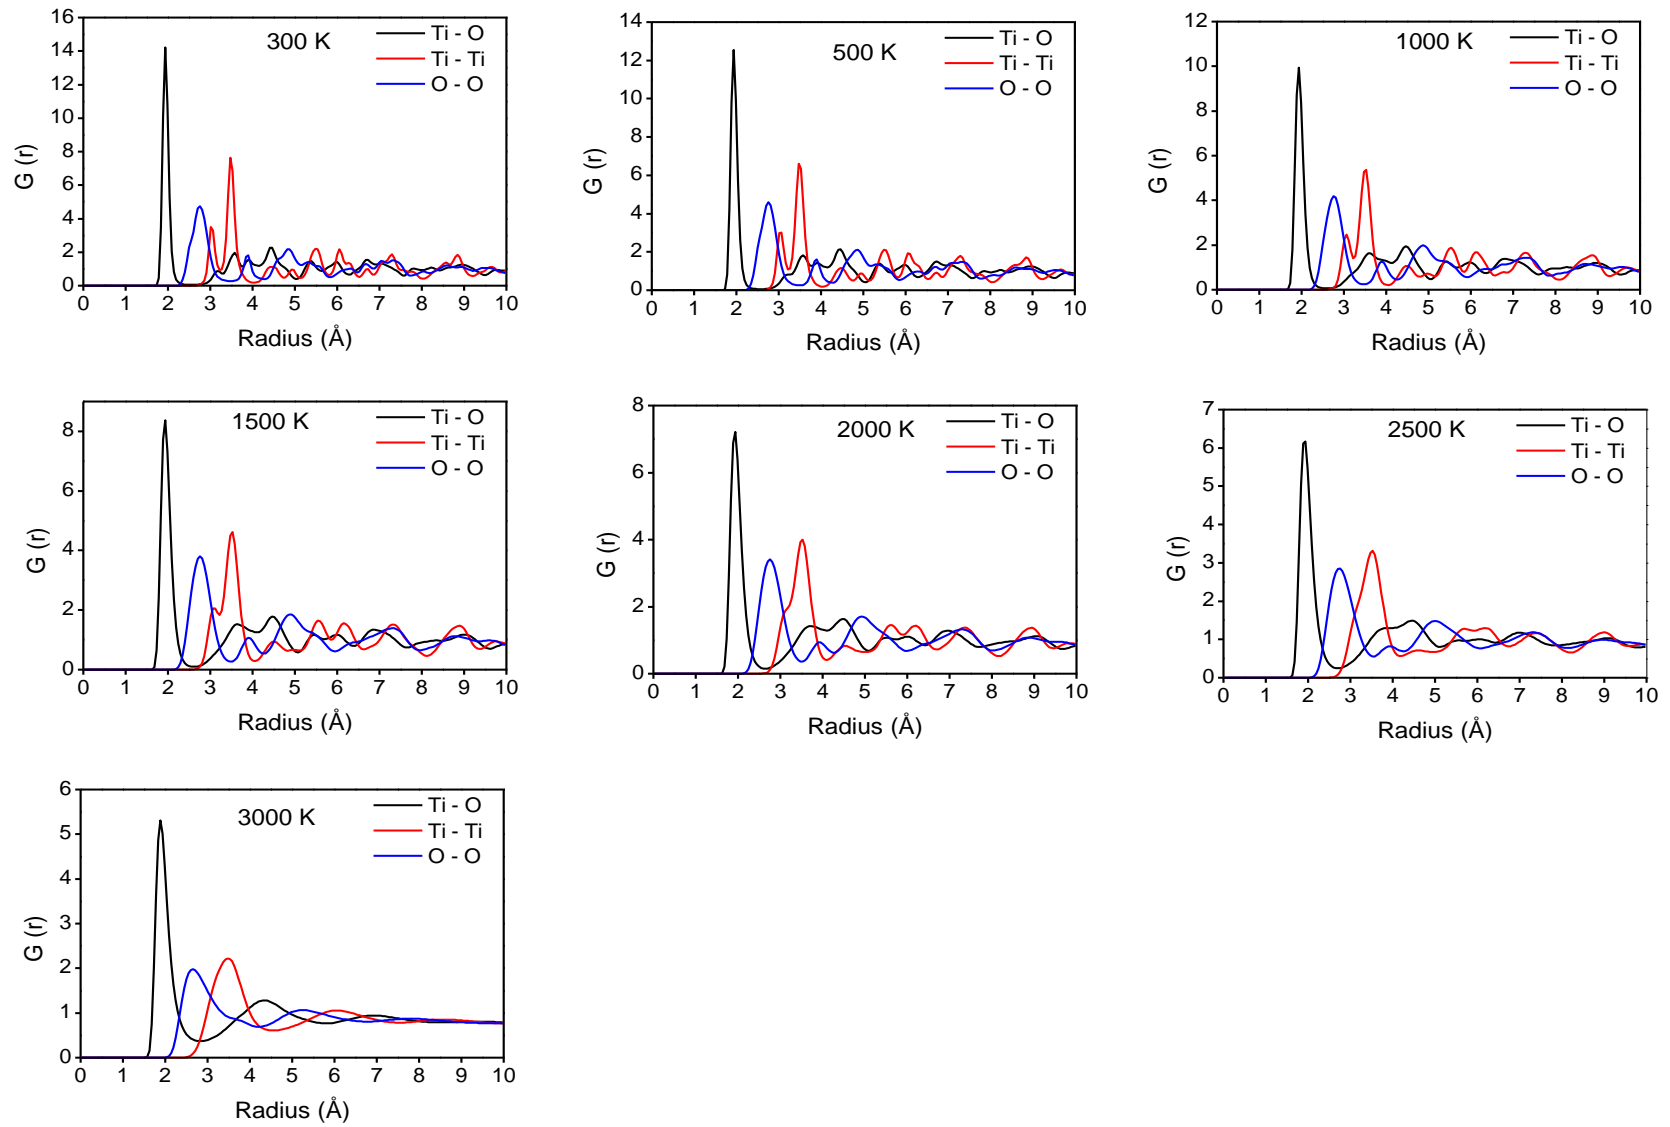 300 K
Ti - O
Ti - Ti
O - O
16
14
12
10
8
6
4
2
0
G (r)
0 1 2 3 4 5 6 7 8 9 10
Radius (Å)
500 K
Ti - O
Ti - Ti
O - O
14
12
10
8
6
4
2
0
G (r)
0 1 2 3 4 5 6 7 8 9 10
Radius (Å)
1000 K
Ti - O
Ti - Ti
O - O
12
10
8
6
4
2
0
G (r)
0 1 2 3 4 5 6 7 8 9 10
Radius (Å)
1500 K
Ti - O
Ti - Ti
O - O
8
6
4
2
0
G (r)
0 1 2 3 4 5 6 7 8 9 10
Radius (Å)
2000 K
Ti - O
Ti - Ti
O - O
8
6
4
2
0
G (r)
0 1 2 3 4 5 6 7 8 9 10
Radius (Å)
2500 K
Ti - O
Ti - Ti
O - O
7
6
5
4
3
2
1
0
G (r)
0 1 2 3 4 5 6 7 8 9 10
Radius (Å)
3000 K
Ti - O
Ti - Ti
O - O
6
5
4
3
2
1
0
G (r)
0 1 2 3 4 5 6 7 8 9 10
Radius (Å)